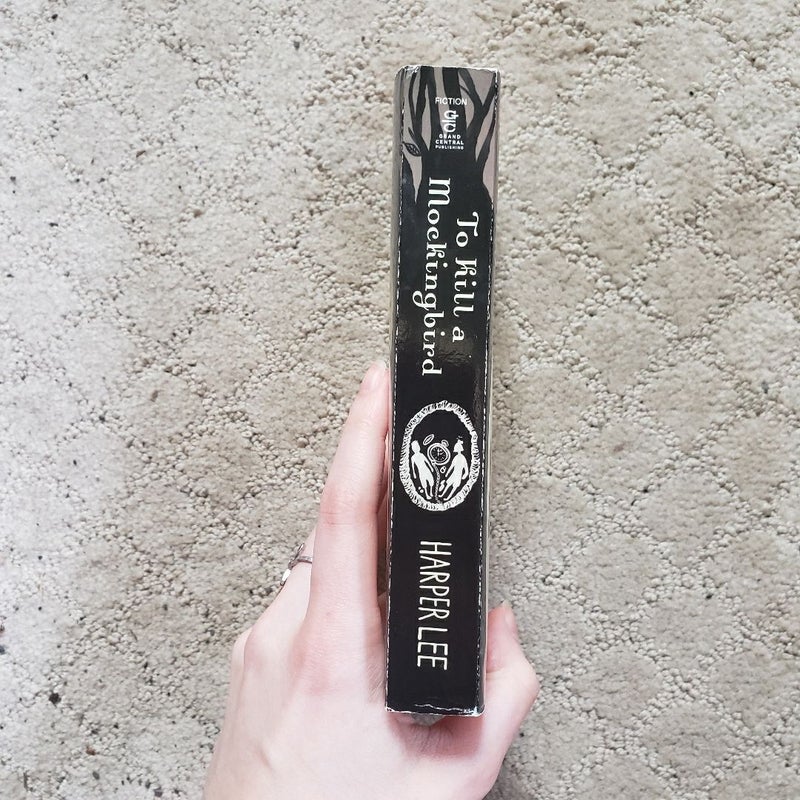 FICTION
GRAND
CENTRAL
PUBLISHING
To Kill a
Mockingbird
HARPER LEE